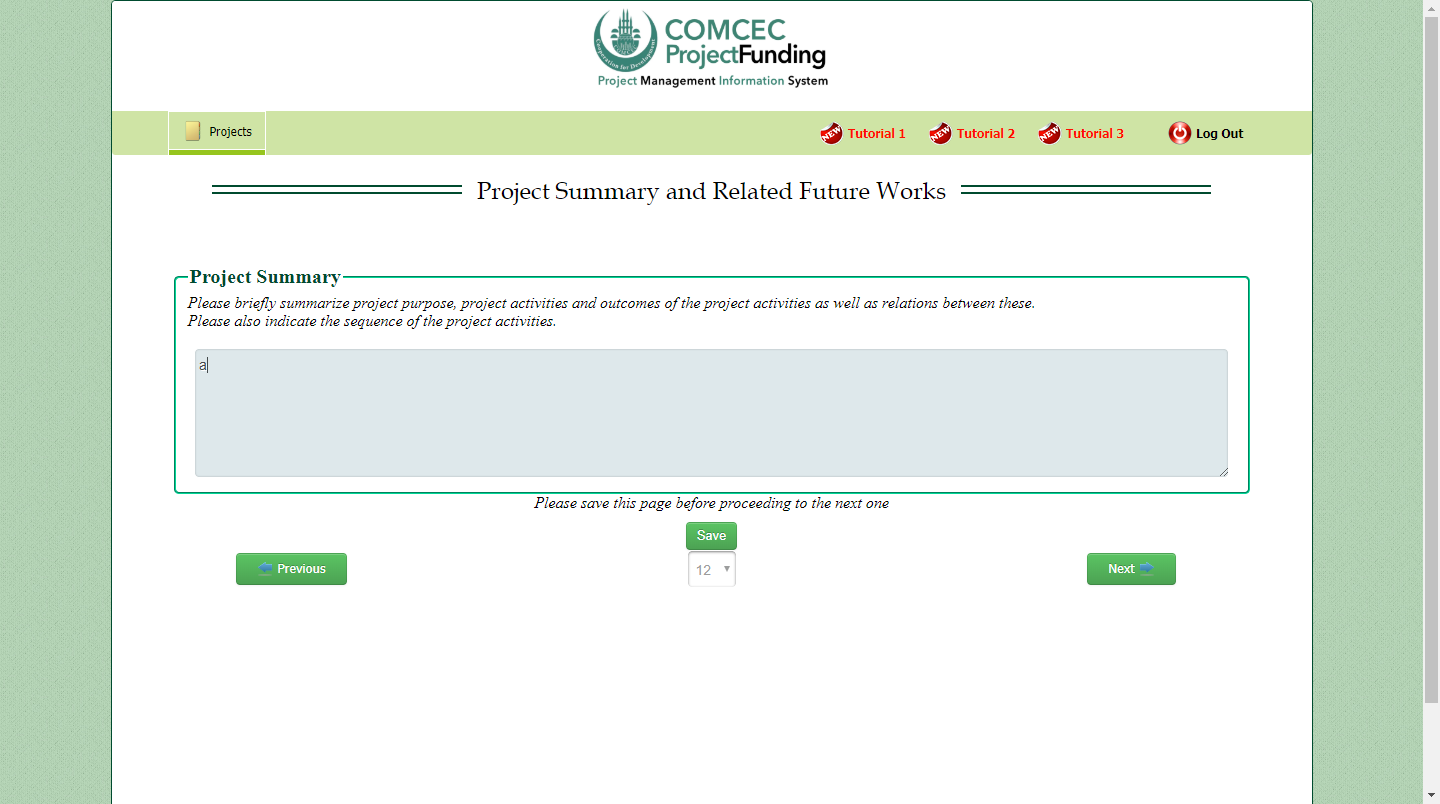 Cooperation for Development
COMCEC
ProjectFunding
Project Management Information System
Projects
NEW Tutorial 1
NEW Tutorial 2
NEW Tutorial 3
Log Out
Project Summary and Related Future Works
Project Summary
Please briefly summarize project purpose, project activities and outcomes of the project activities as well as relations between these.
Please also indicate the sequence of the project activities.
a
Please save this page before proceeding to the next one
Save
Previous
12
Next